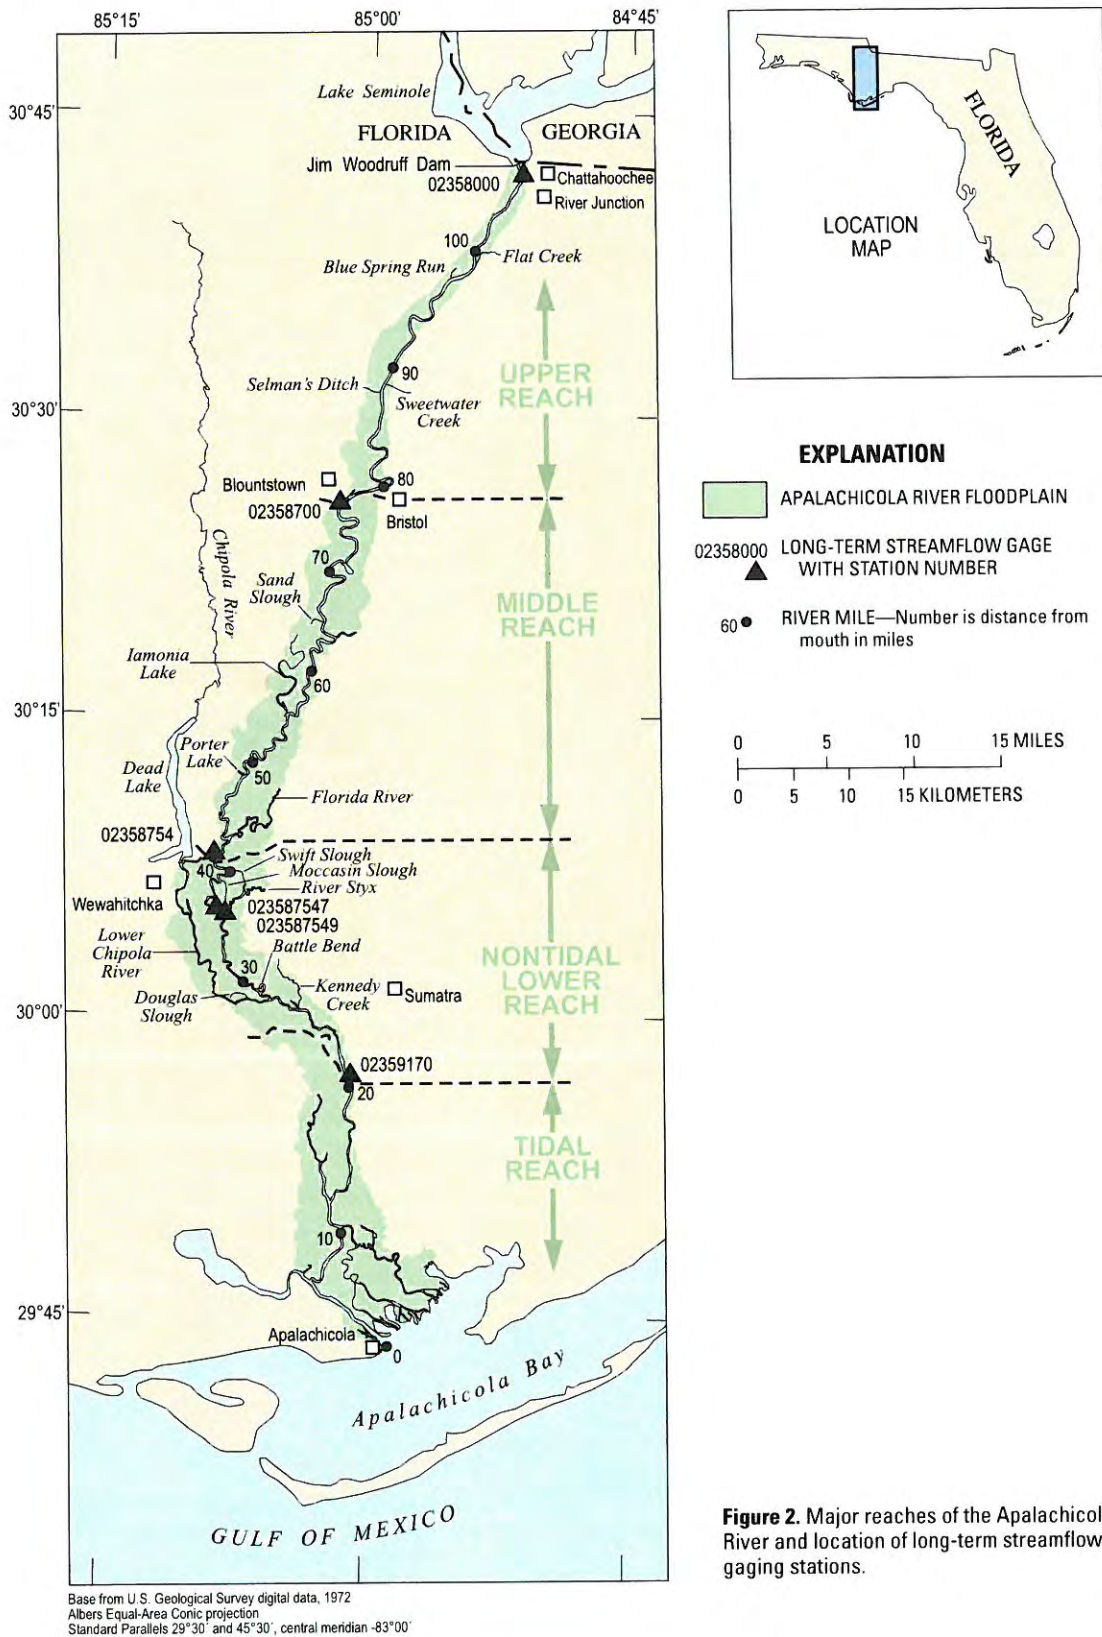 85°15'
85°00'
84°45'
30°45'
30°30'
30°15'
30°00'
29°45'
Lake Seminole
FLORIDA
GEORGIA
Jim Woodruff Dam
02358000
Chattahoochee
River Junction
100
Flat Creek
Blue Spring Run
UPPER
REACH
90
Selman's Ditch
Sweetwater
Creek
Blountstown
80
02358700
Bristol
Chipola River
70
Sand
Slough
MIDDLE
REACH
Iamonia
Lake
60
Porter
Lake
50
Dead
Lake
Florida River
02358754
Swift Slough
40
Moccasin Slough
River Styx
Wewahitchka
023587547
023587549
Lower
Chipola
River
Battle Bend
NONTIDAL
LOWER
REACH
30
Kennedy
Creek
Sumatra
Douglas
Slough
02359170
20
TIDAL
REACH
10
Apalachicola
0
Apalachicola Bay
GULF OF MEXICO
Base from U.S. Geological Survey digital data, 1972
Albers Equal-Area Conic projection
Standard Parallels 29°30' and 45°30', central meridian -83°00'
FLORIDA
LOCATION
MAP
EXPLANATION
APALACHICOLA RIVER FLOODPLAIN
02358000 LONG-TERM STREAMFLOW GAGE
WITH STATION NUMBER
60 RIVER MILE—Number is distance from
mouth in miles
0 5 10 15 MILES
0 5 10 15 KILOMETERS
Figure 2. Major reaches of the Apalachicol
River and location of long-term streamflow
gaging stations.